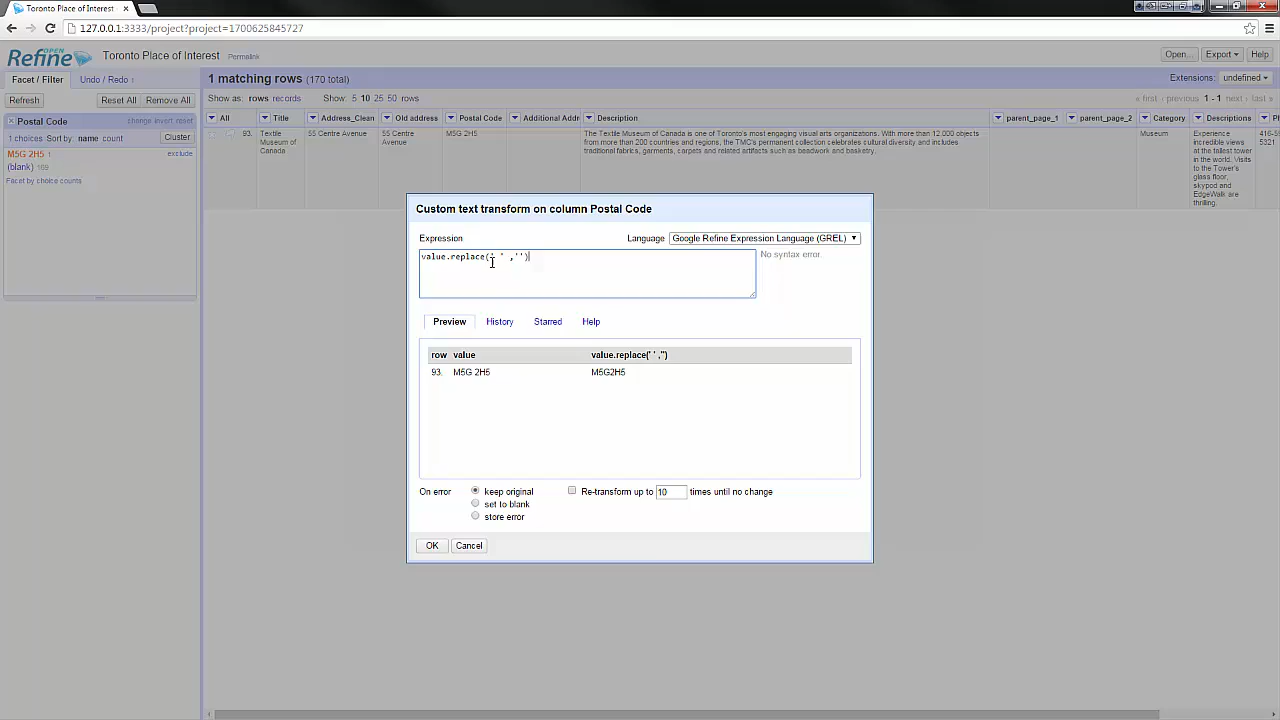 Toronto Place of Interest
127.0.0.1:3333/project?project=1700625845727
OPEN
Refine
Toronto Place of Interest Permalink
Open... Export Help
Facet / Filter Undo / Redo 1
1 matching rows (170 total)
Extensions: undefined
Refresh Reset All Remove All
Show as: rows records Show: 5 10 25 50 rows
« first ‹ previous 1 - 1 next › last »
Postal Code change invert reset
1 choices Sort by: name count Cluster
M5G 2H5 1 exclude
(blank) 169
Facet by choice counts
All Title Address_Clean Old address Postal Code Additional Addr Description parent_page_1 parent_page_2 Category Descriptions
93. Textile Museum of Canada
55 Centre Avenue
55 Centre Avenue
M5G 2H5
The Textile Museum of Canada is one of Toronto's most engaging visual arts organizations. With more than 12,000 objects
from more than 200 countries and regions, the TMC's permanent collection celebrates cultural diversity and includes
traditional fabrics, garments, carpets and related artifacts such as beadwork and basketry.
Museum
Experience
incredible views
at the tallest tower
in the world. Visits
to the Tower's
glass floor,
skypod and
EdgeWalk are
thrilling.
416-5
5321
Custom text transform on column Postal Code
Expression Language Google Refine Expression Language (GREL)
value.replace(' ' ,'')
No syntax error.
Preview History Starred Help
row value value.replace(' ' ,'')
93. M5G 2H5 M5G2H5
On error keep original Re-transform up to 10 times until no change
set to blank
store error
OK Cancel